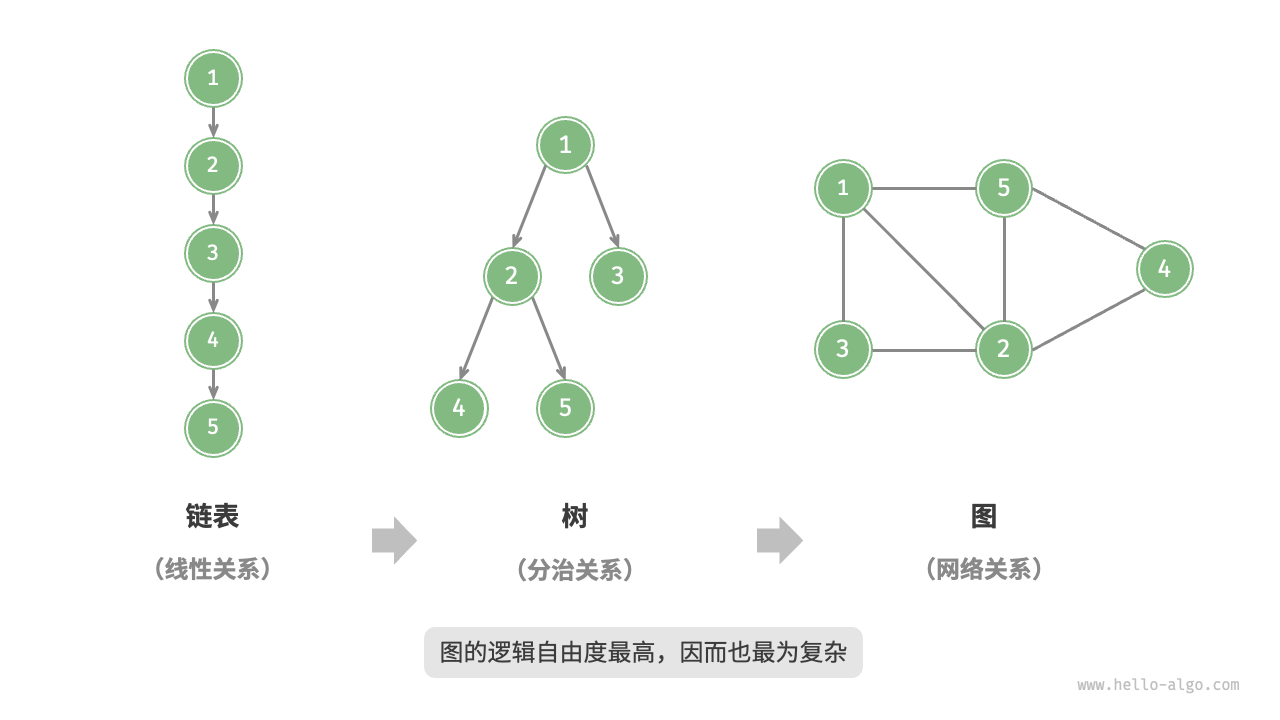 1
2
3
4
5
1
2
3
4
5
1
5
4
3
2
链表
（线性关系）
树
（分治关系）
图
（网络关系）
图的逻辑自由度最高，因而也最为复杂
www.hello-algo.com